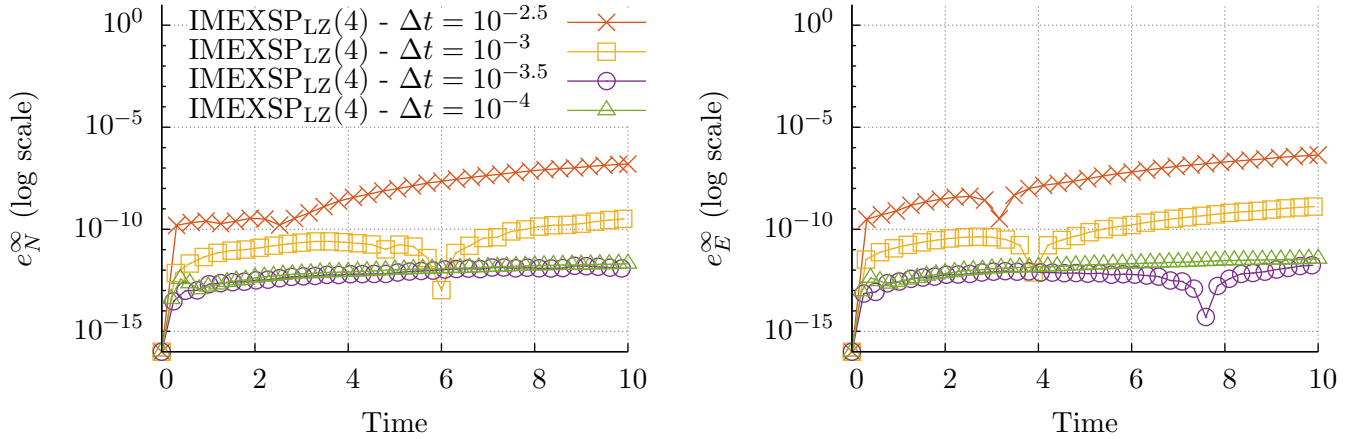 IMEXSP_LZ(4) - Δt = 10^−2.5
IMEXSP_LZ(4) - Δt = 10^−3
IMEXSP_LZ(4) - Δt = 10^−3.5
IMEXSP_LZ(4) - Δt = 10^−4
10^0
10^−5
10^−10
10^−15
e_N^∞ (log scale)
0 2 4 6 8 10
Time
10^0
10^−5
10^−10
10^−15
e_E^∞ (log scale)
0 2 4 6 8 10
Time